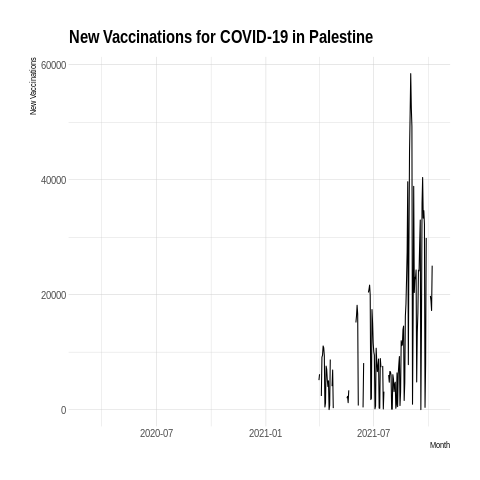 New Vaccinations for COVID-19 in Palestine
New Vaccinations
60000
40000
20000
0
2020-07
2021-01
2021-07
Month